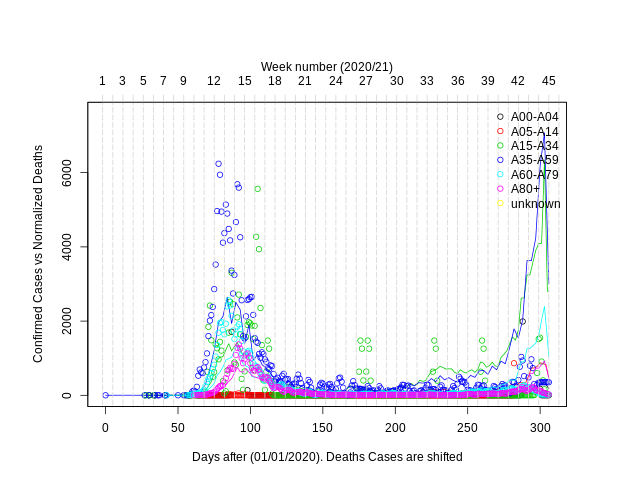 Week number (2020/21)
1 3 5 7 9 12 15 18 21 24 27 30 33 36 39 42 45
Confirmed Cases vs Normalized Deaths
6000
4000
2000
0
A00-A04
A05-A14
A15-A34
A35-A59
A60-A79
A80+
unknown
0 50 100 150 200 250 300
Days after (01/01/2020). Deaths Cases are shifted